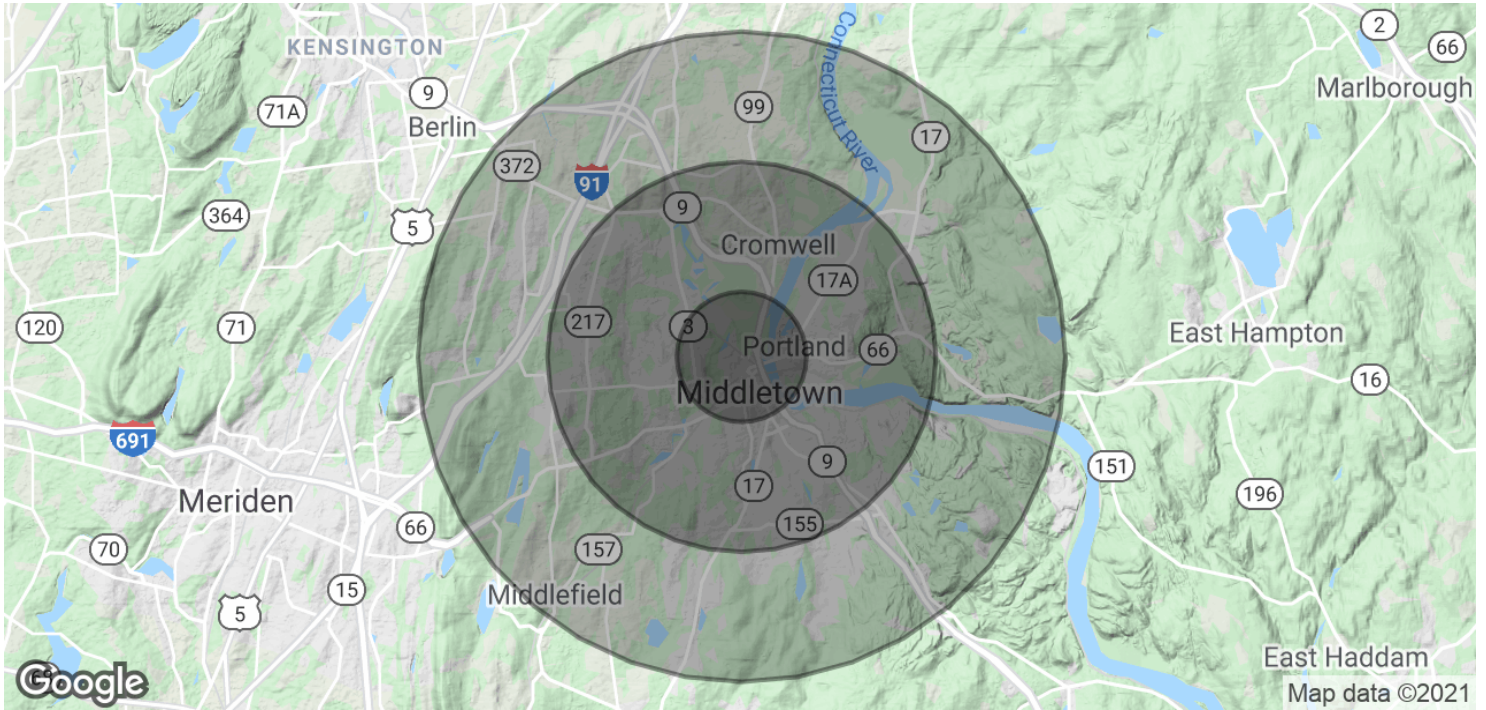 2
KENSINGTON
66
Marlborough
9
71A
Berlin
99
Connecticut River
17
372
91
364
5
9
Cromwell
17A
120
71
217
3
Portland
66
East Hampton
16
Middletown
691
Meriden
66
9
151
17
196
155
70
157
15
Middlefield
5
East Haddam
Google
Map data ©2021